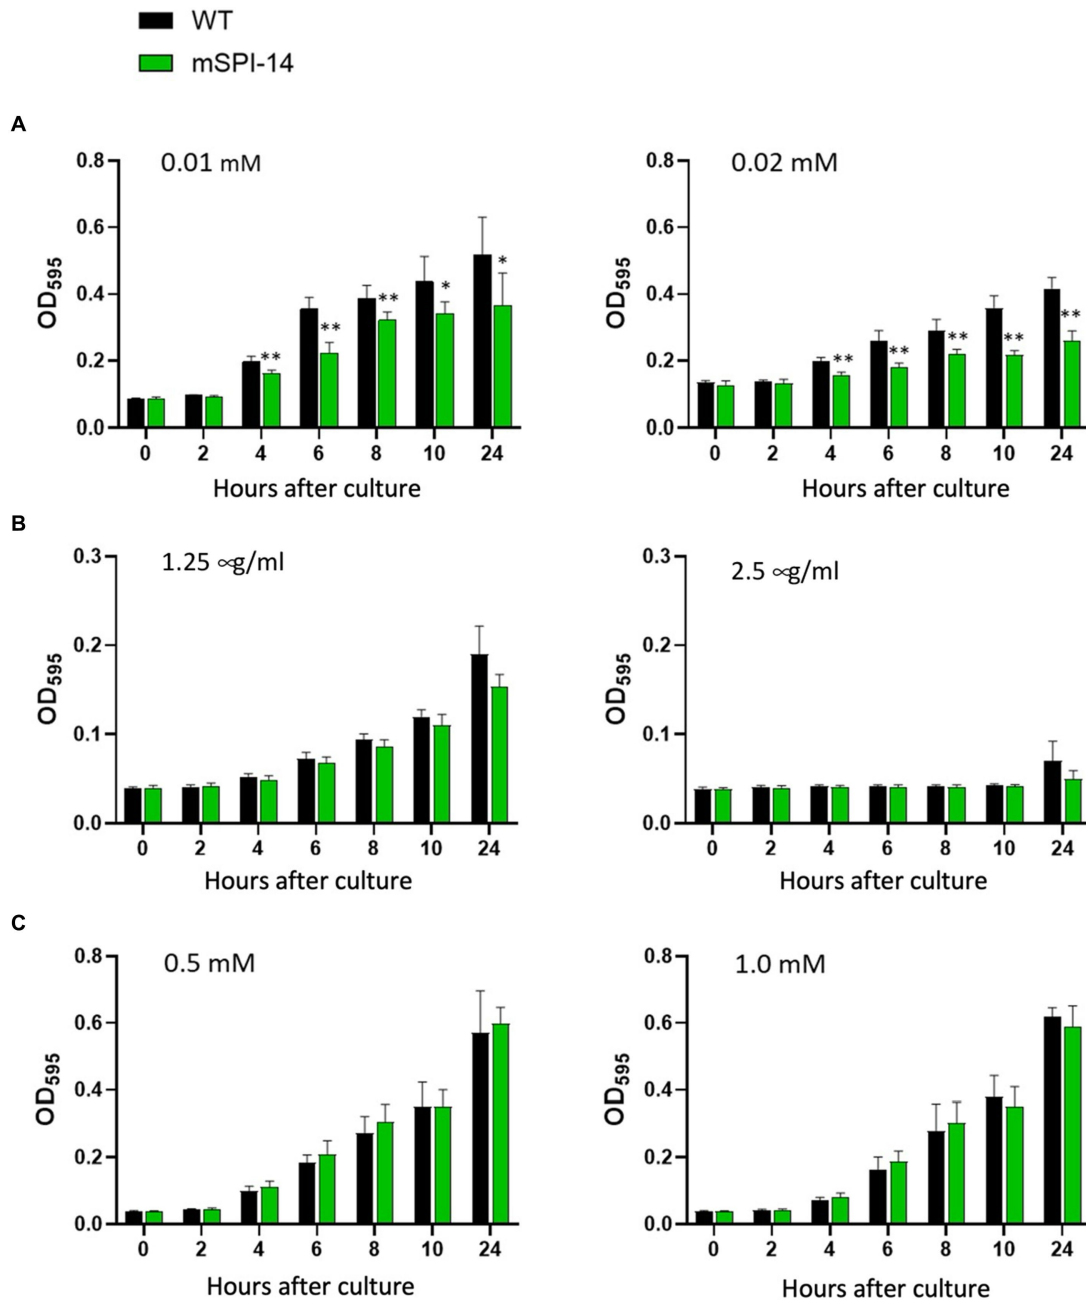 WT
mSPI-14
A
0.01 mM
0.8
0.6
0.4
0.2
0.0
OD595
** ** ** * *
0 2 4 6 8 10 24
Hours after culture
0.02 mM
0.8
0.6
0.4
0.2
0.0
OD595
** ** ** ** **
0 2 4 6 8 10 24
Hours after culture
B
1.25 ∝g/ml
0.3
0.2
0.1
0.0
OD595
0 2 4 6 8 10 24
Hours after culture
2.5 ∝g/ml
0.3
0.2
0.1
0.0
OD595
0 2 4 6 8 10 24
Hours after culture
C
0.5 mM
0.8
0.6
0.4
0.2
0.0
OD595
0 2 4 6 8 10 24
Hours after culture
1.0 mM
0.8
0.6
0.4
0.2
0.0
OD595
0 2 4 6 8 10 24
Hours after culture